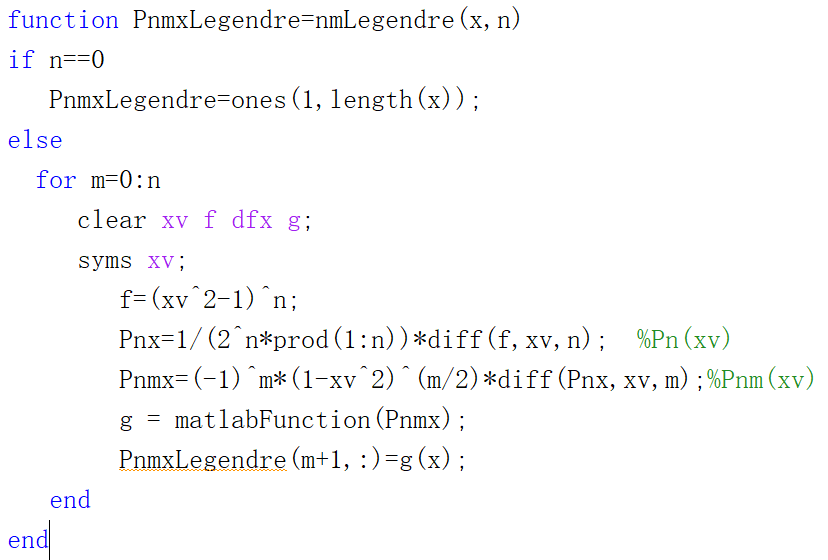 function PnmxLegendre=nmLegendre(x,n)
if n==0
   PnmxLegendre=ones(1,length(x));
else
  for m=0:n
     clear xv f dfx g;
     syms xv;
        f=(xv^2-1)^n;
        Pnx=1/(2^n*prod(1:n))*diff(f,xv,n);  %Pn(xv)
        Pnmx=(-1)^m*(1-xv^2)^(m/2)*diff(Pnx,xv,m);%Pnm(xv)
        g = matlabFunction(Pnmx);
        PnmxLegendre(m+1,:)=g(x);
   end
end